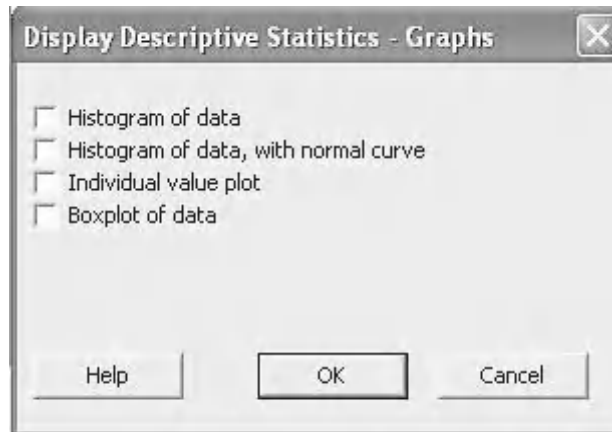 Display Descriptive Statistics - Graphs
Histogram of data
Histogram of data, with normal curve
Individual value plot
Boxplot of data
Help OK Cancel